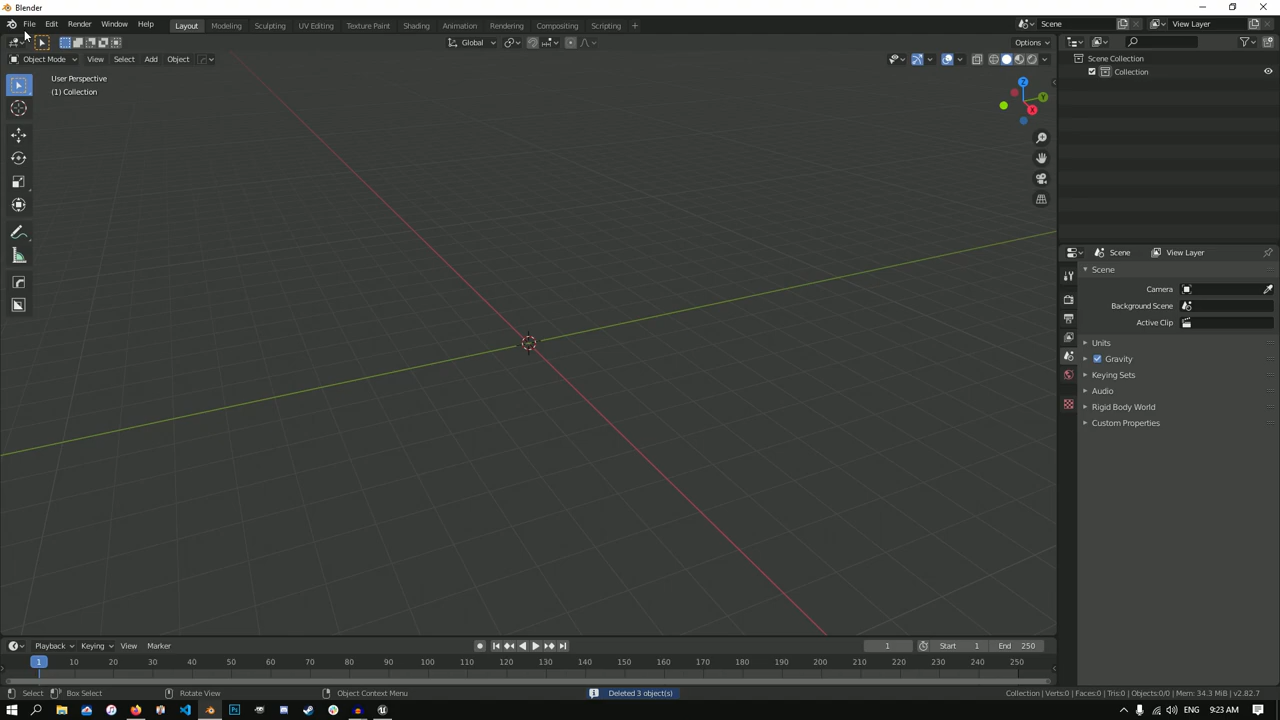 Blender
File Edit Render Window Help
Layout Modeling Sculpting UV Editing Texture Paint Shading Animation Rendering Compositing Scripting +
Scene View Layer
Global Options
Object Mode View Select Add Object
User Perspective
(1) Collection
Z
Y
X
Scene Collection
Collection
Scene View Layer
Scene
Camera
Background Scene
Active Clip
Units
Gravity
Keying Sets
Audio
Rigid Body World
Custom Properties
Playback Keying View Marker
1 Start 1 End 250
1 10 20 30 40 50 60 70 80 90 100 110 120 130 140 150 160 170 180 190 200 210 220 230 240 250
Select Box Select Rotate View Object Context Menu Deleted 3 object(s) Collection | Verts:0 | Faces:0 | Tris:0 | Objects:0/0 | Mem: 34.3 MiB | v2.82.7
ENG 9:23 AM